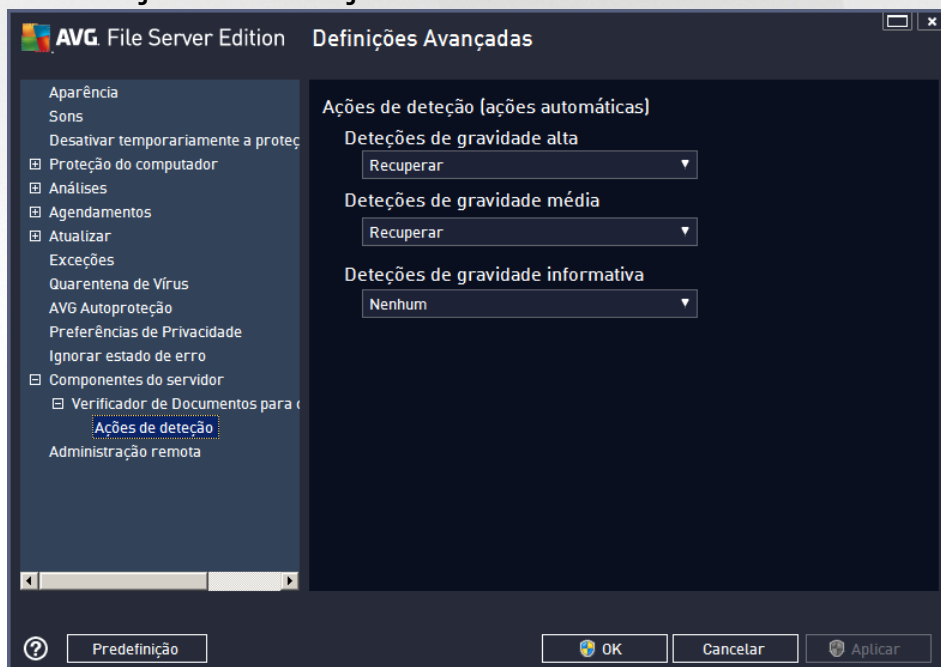 AVG. File Server Edition
Definições Avançadas
Aparência
Sons
Desativar temporariamente a proteç
Proteção do computador
Análises
Agendamentos
Atualizar
Exceções
Quarentena de Vírus
AVG Autoproteção
Preferências de Privacidade
Ignorar estado de erro
Componentes do servidor
Verificador de Documentos para
Ações de deteção
Administração remota
Ações de deteção (ações automáticas)
Deteções de gravidade alta
Recuperar
Deteções de gravidade média
Recuperar
Deteções de gravidade informativa
Nenhum
Predefinição
OK
Cancelar
Aplicar